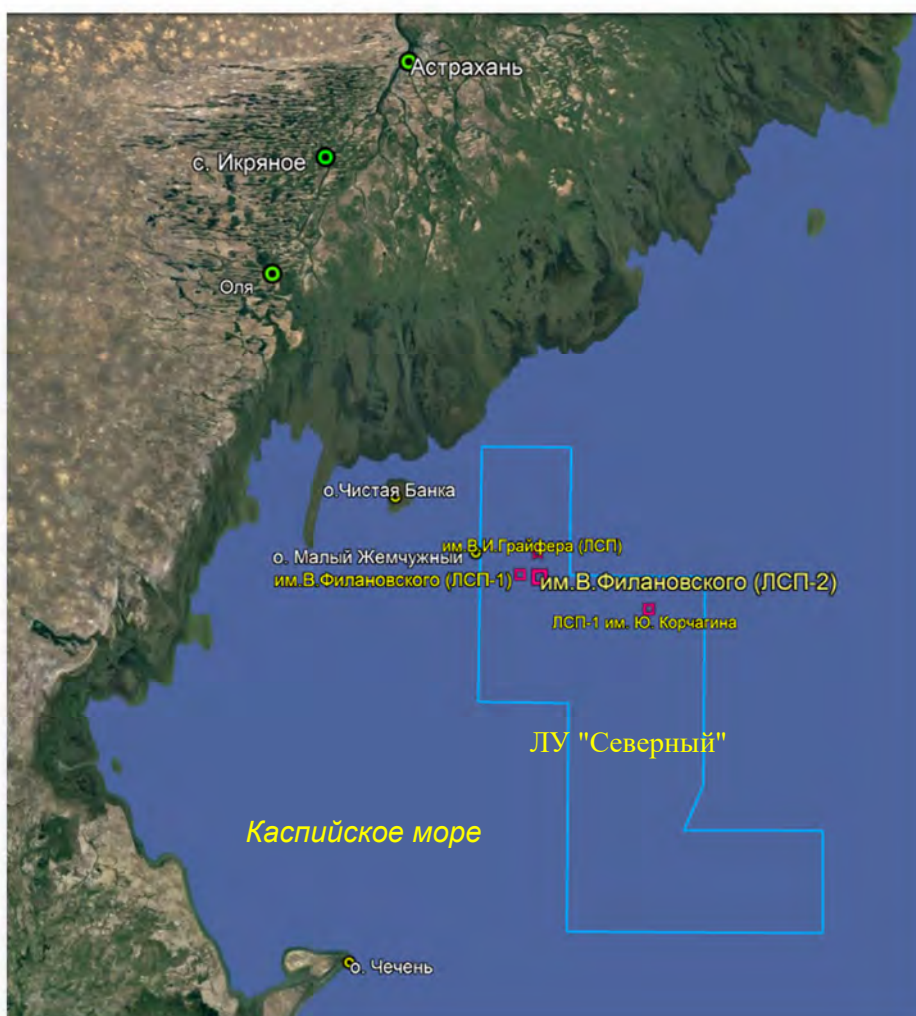 Астрахань
с. Икряное
Оля
о.Чистая Банка
им.В.И.Грайфера (ЛСП)
о. Малый Жемчужный
им.В.Филановского (ЛСП-1)
им.В.Филановского (ЛСП-2)
ЛСП-1 им. Ю. Корчагина
ЛУ "Северный"
Каспийское море
о. Чечень